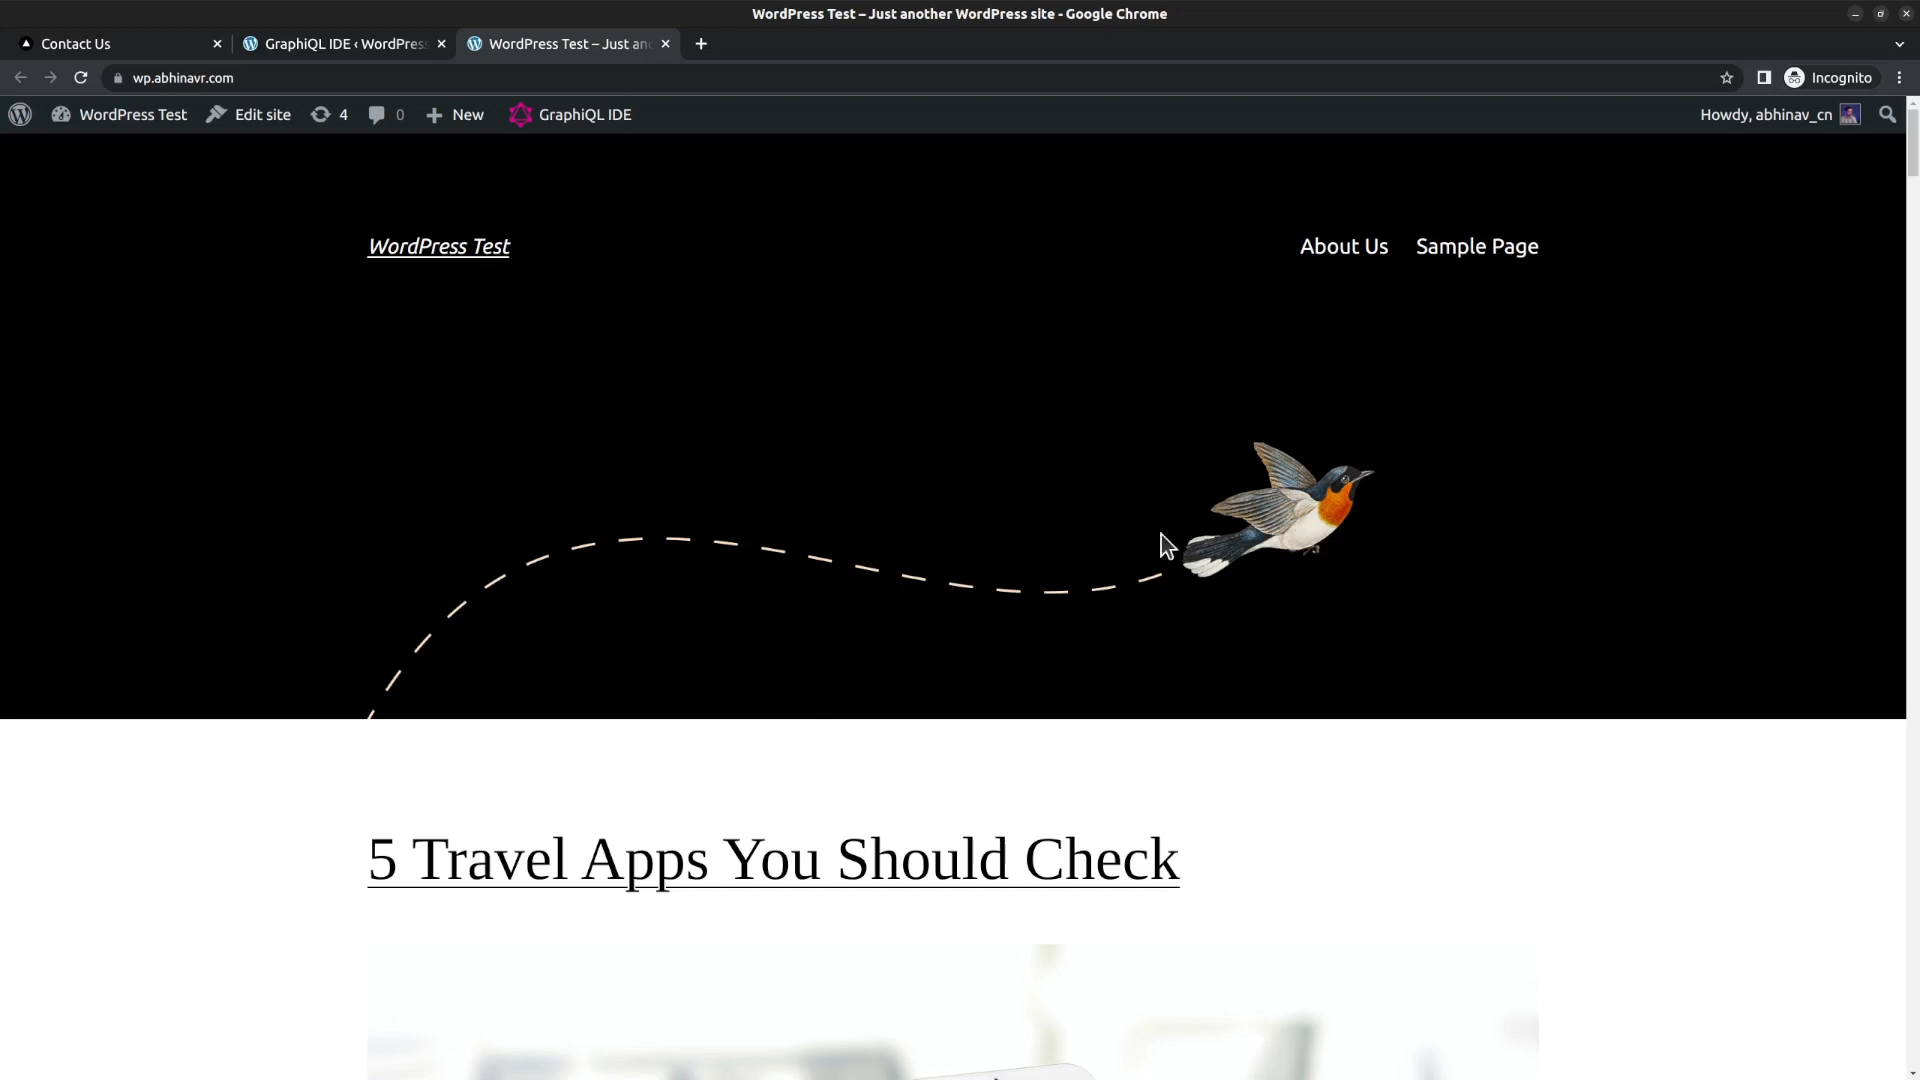 WordPress Test – Just another WordPress site - Google Chrome
Contact Us
GraphiQL IDE ‹ WordPress
WordPress Test – Just an
wp.abhinavr.com
Incognito
WordPress Test
Edit site
4
0
New
GraphiQL IDE
Howdy, abhinav_cn
WordPress Test
About Us
Sample Page
5 Travel Apps You Should Check